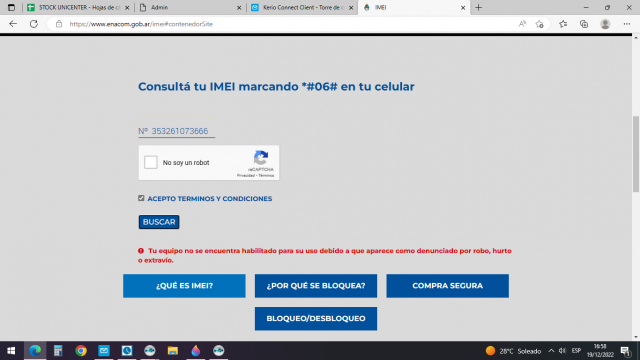 STOCK UNICENTER - Hojas de cá
Admin
Kerio Connect Client - Torre de c
IMEI
https://www.enacom.gob.ar/imei#contenedorSite
Consultá tu IMEI marcando *#06# en tu celular
Nº 353261073666
No soy un robot
reCAPTCHA
Privacidad - Términos
ACEPTO TERMINOS Y CONDICIONES
BUSCAR
Tu equipo no se encuentra habilitado para su uso debido a que aparece como denunciado por robo, hurto
o extravío.
¿QUÉ ES IMEI?
¿POR QUÉ SE BLOQUEA?
COMPRA SEGURA
BLOQUEO/DESBLOQUEO
28°C Soleado
ESP
16:58
19/12/2022